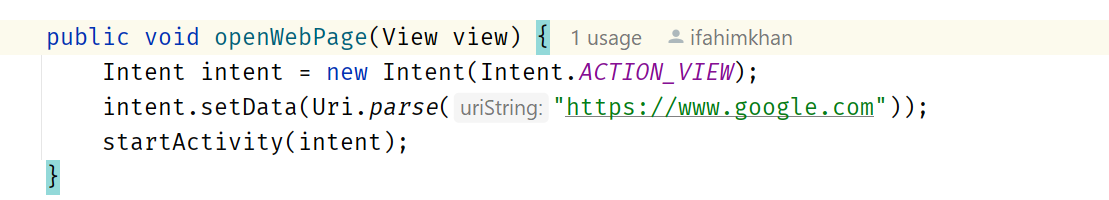 public void openWebPage(View view) { 1 usage ifahimkhan
Intent intent = new Intent(Intent.ACTION_VIEW);
intent.setData(Uri.parse( uriString: "https://www.google.com"));
startActivity(intent);
}